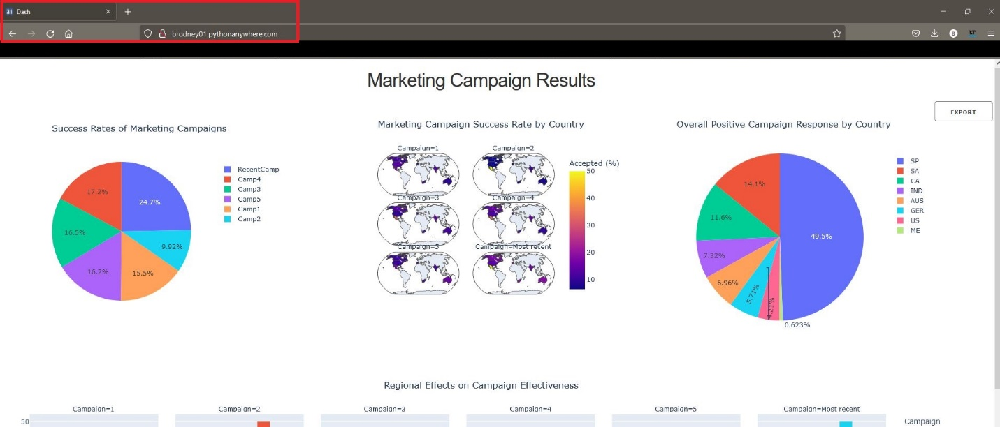 Dash
brodney01.pythonanywhere.com
Marketing Campaign Results
EXPORT
Success Rates of Marketing Campaigns
24.7%
9.92%
15.5%
16.2%
16.5%
17.2%
RecentCamp
Camp4
Camp3
Camp5
Camp1
Camp2
Marketing Campaign Success Rate by Country
Campaign=1
Campaign=2
Campaign=3
Campaign=4
Campaign=5
Campaign=Most recent
Accepted (%)
50
40
30
20
10
Overall Positive Campaign Response by Country
49.5%
14.1%
11.6%
7.32%
6.96%
5.71%
4.21%
0.623%
SP
SA
CA
IND
AUS
GER
US
ME
Regional Effects on Campaign Effectiveness
Campaign=1
Campaign=2
Campaign=3
Campaign=4
Campaign=5
Campaign=Most recent
50
Campaign